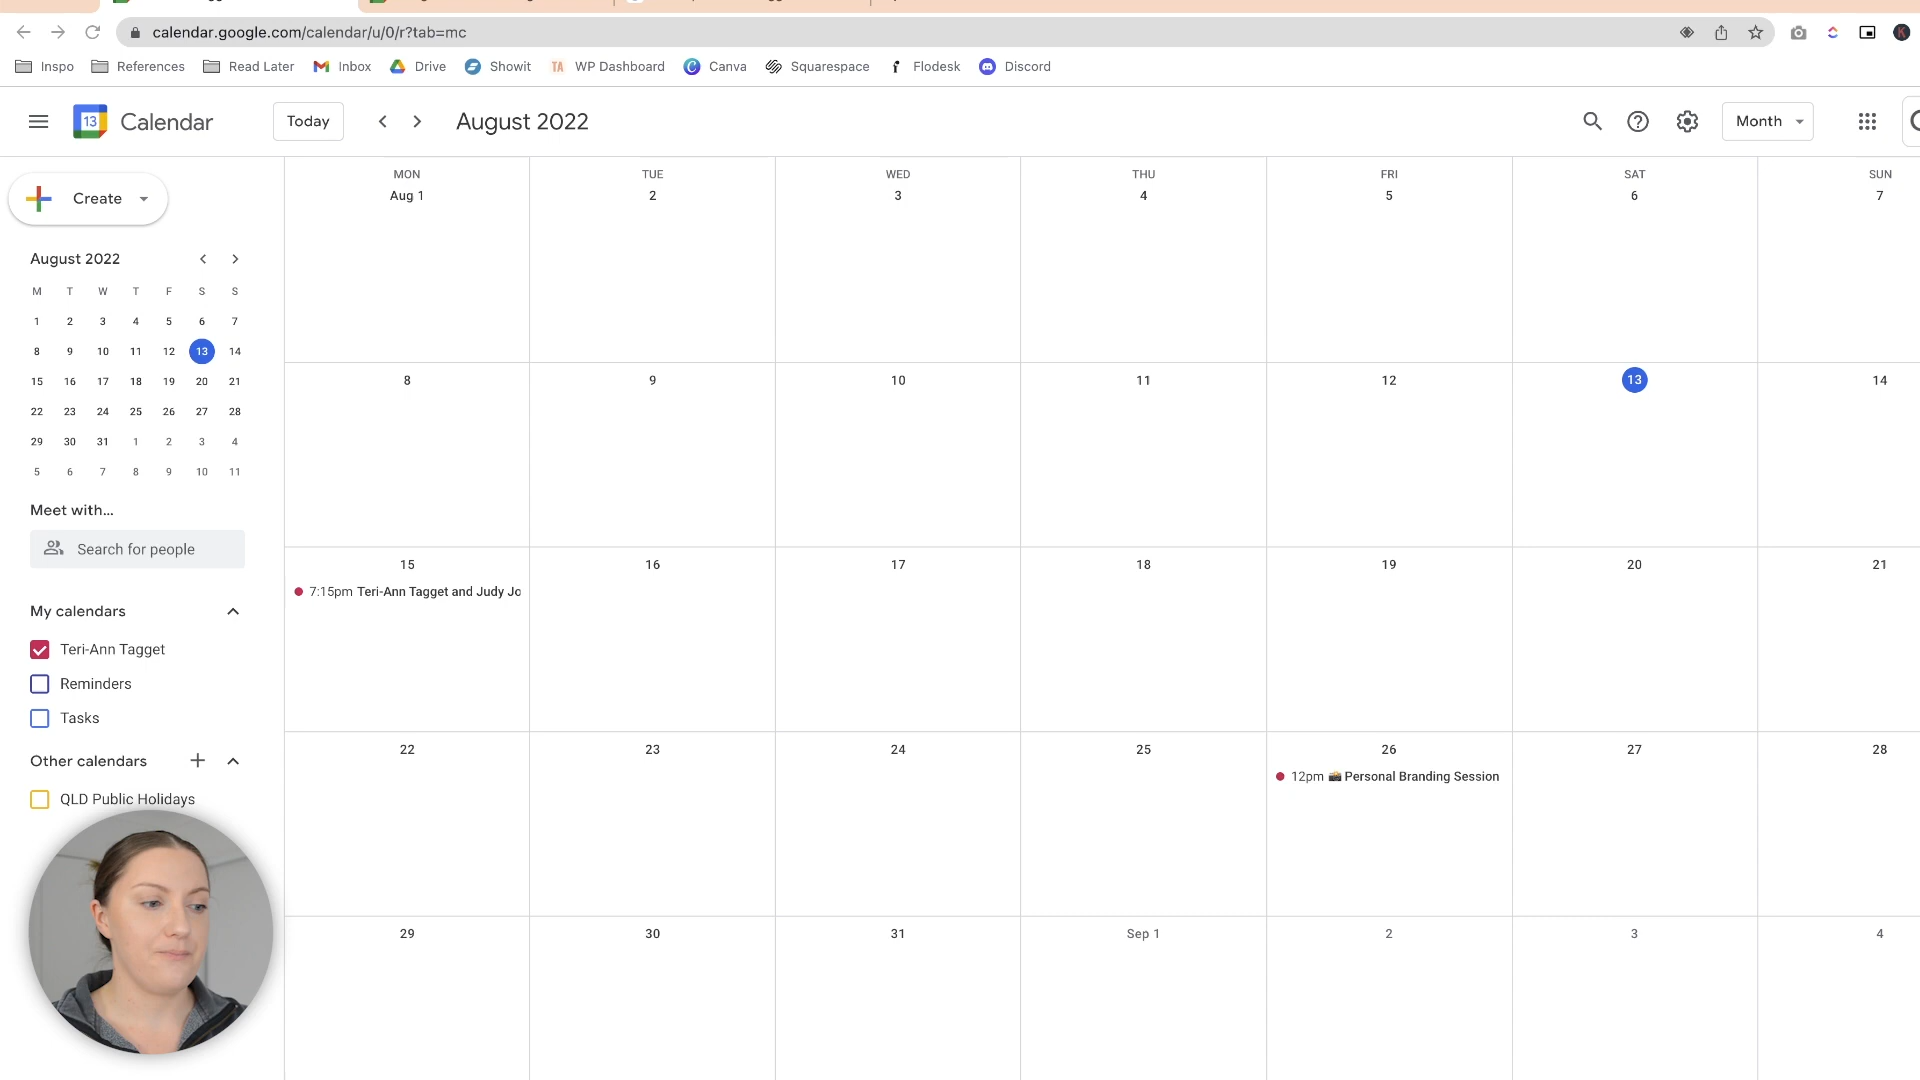 calendar.google.com/calendar/u/0/r?tab=mc
K
Inspo References Read Later Inbox Drive Showit TA WP Dashboard Canva Squarespace Flodesk Discord
13 Calendar Today August 2022 Month
Create
August 2022
M T W T F S S
1 2 3 4 5 6 7
8 9 10 11 12 13 14
15 16 17 18 19 20 21
22 23 24 25 26 27 28
29 30 31 1 2 3 4
5 6 7 8 9 10 11
Meet with...
Search for people
My calendars
Teri-Ann Tagget
Reminders
Tasks
Other calendars
QLD Public Holidays
MON TUE WED THU FRI SAT SUN
Aug 1 2 3 4 5 6 7
8 9 10 11 12 13 14
15 16 17 18 19 20 21
7:15pm Teri-Ann Tagget and Judy Jo
22 23 24 25 26 27 28
12pm 📸 Personal Branding Session
29 30 31 Sep 1 2 3 4